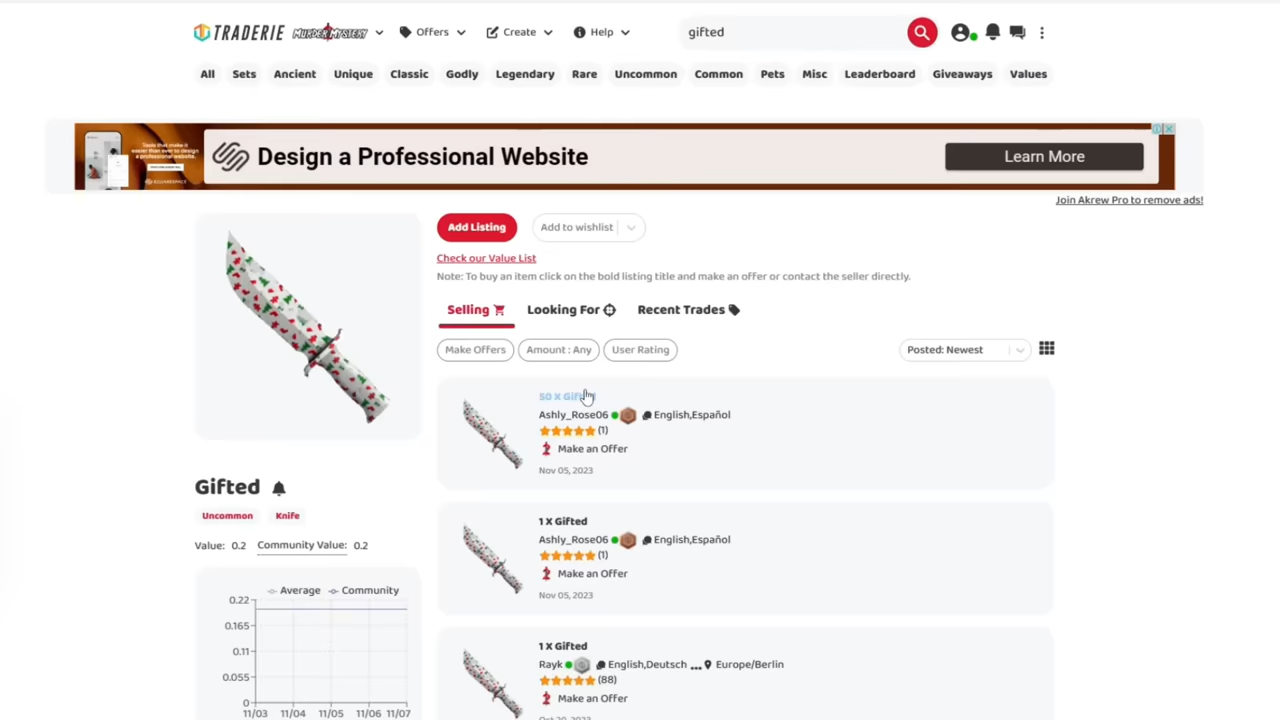 TRADERIE MURDER MYSTERY Offers Create Help gifted
All Sets Ancient Unique Classic Godly Legendary Rare Uncommon Common Pets Misc Leaderboard Giveaways Values
Design a Professional Website Learn More
Join Akrew Pro to remove ads!
Add Listing Add to wishlist
Check our Value List
Note: To buy an item click on the bold listing title and make an offer or contact the seller directly.
Selling Looking For Recent Trades
Make Offers Amount : Any User Rating Posted: Newest
50 X Gifted
Ashly_Rose06 English,Español
(1)
Make an Offer
Nov 05, 2023
Gifted
Uncommon Knife
Value: 0.2 Community Value: 0.2
Average Community
0.22
0.165
0.11
0.055
0
11/03 11/04 11/05 11/06 11/07
1 X Gifted
Ashly_Rose06 English,Español
(1)
Make an Offer
Nov 05, 2023
1 X Gifted
Rayk English,Deutsch ... Europe/Berlin
(88)
Make an Offer